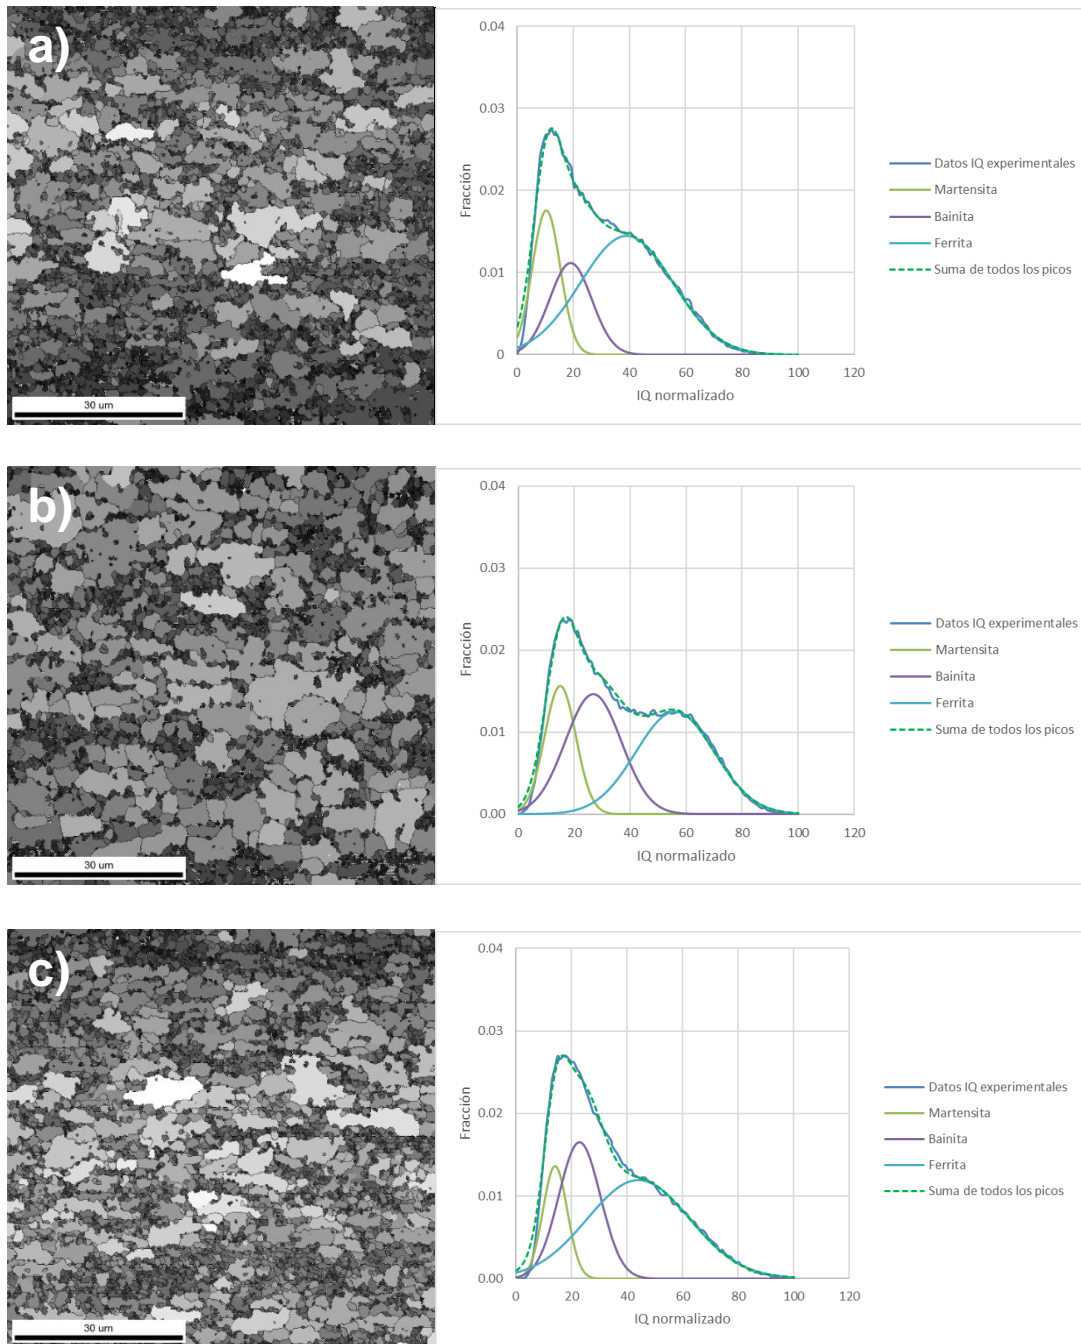 a)
30 um
0.04
0.03
0.02
0.01
0
Fracción
0 20 40 60 80 100 120
IQ normalizado
Datos IQ experimentales
Martensita
Bainita
Ferrita
Suma de todos los picos
b)
30 um
0.04
0.03
0.02
0.01
0.00
Fracción
0 20 40 60 80 100 120
IQ normalizado
Datos IQ experimentales
Martensita
Bainita
Ferrita
Suma de todos los picos
c)
30 um
0.04
0.03
0.02
0.01
0.00
Fracción
0 20 40 60 80 100 120
IQ normalizado
Datos IQ experimentales
Martensita
Bainita
Ferrita
Suma de todos los picos